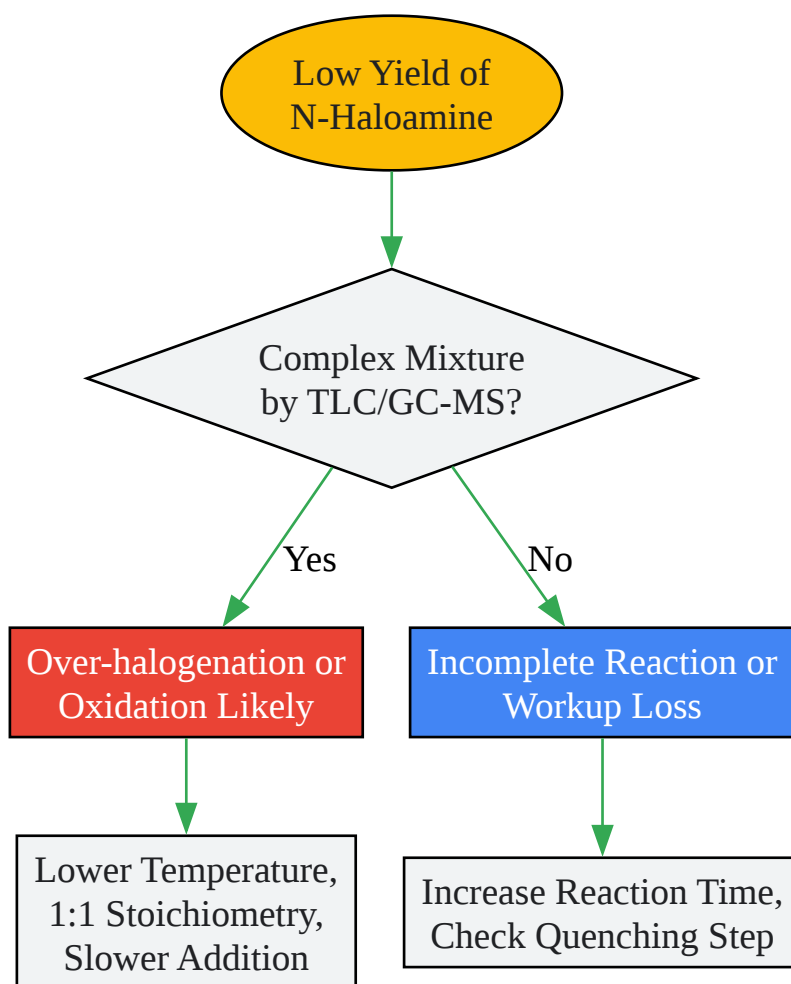 Low Yield of
N-Haloamine
Complex Mixture
by TLC/GC-MS?
Yes
No
Over-halogenation or
Oxidation Likely
Incomplete Reaction or
Workup Loss
Lower Temperature,
1:1 Stoichiometry,
Slower Addition
Increase Reaction Time,
Check Quenching Step